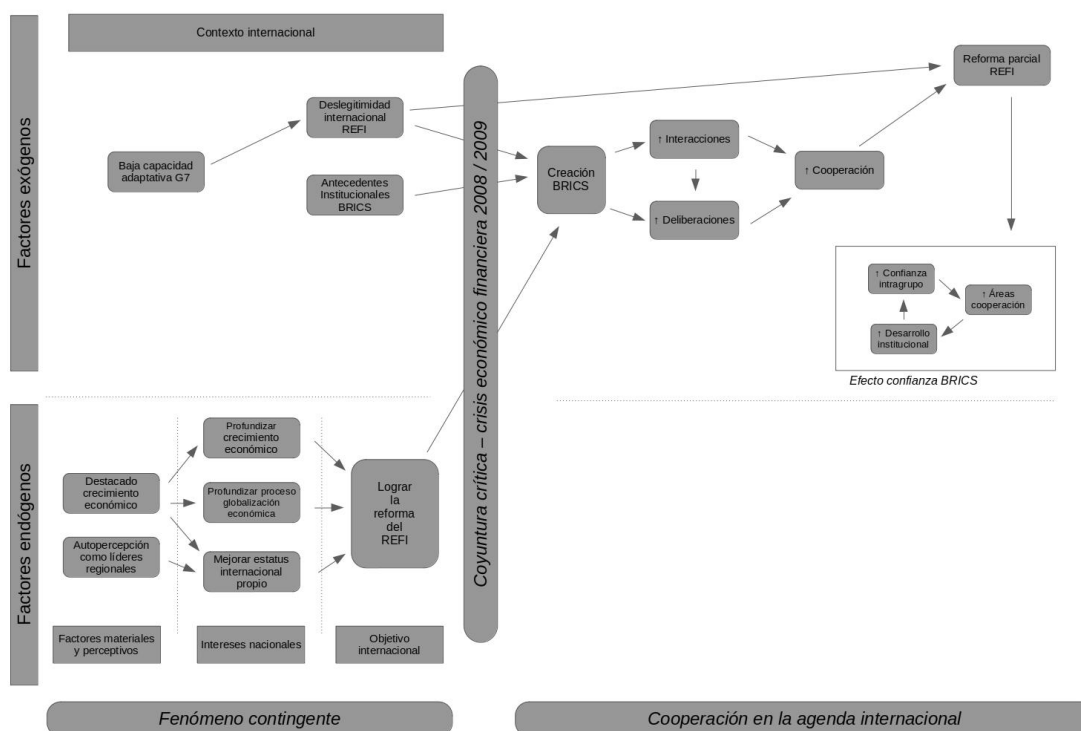 Factores exógenos
Contexto internacional
Deslegitimidad
internacional
REFI
Baja capacidad
adaptativa G7
Antecedentes
Institucionales
BRICS
Coyuntura crítica – crisis económico financiera 2008 / 2009
Creación
BRICS
↑ Interacciones
↑ Deliberaciones
↑ Cooperación
Reforma parcial
REFI
↑ Confianza
intragrupo
↑ Áreas
cooperación
↑ Desarrollo
institucional
Efecto confianza BRICS
Factores endógenos
Destacado
crecimiento
económico
Autopercepción
como líderes
regionales
Profundizar
crecimiento
económico
Profundizar proceso
globalización
económica
Mejorar estatus
internacional
propio
Lograr
la
reforma
del
REFI
Factores materiales
y perceptivos
Intereses nacionales
Objetivo
internacional
Fenómeno contingente
Cooperación en la agenda internacional